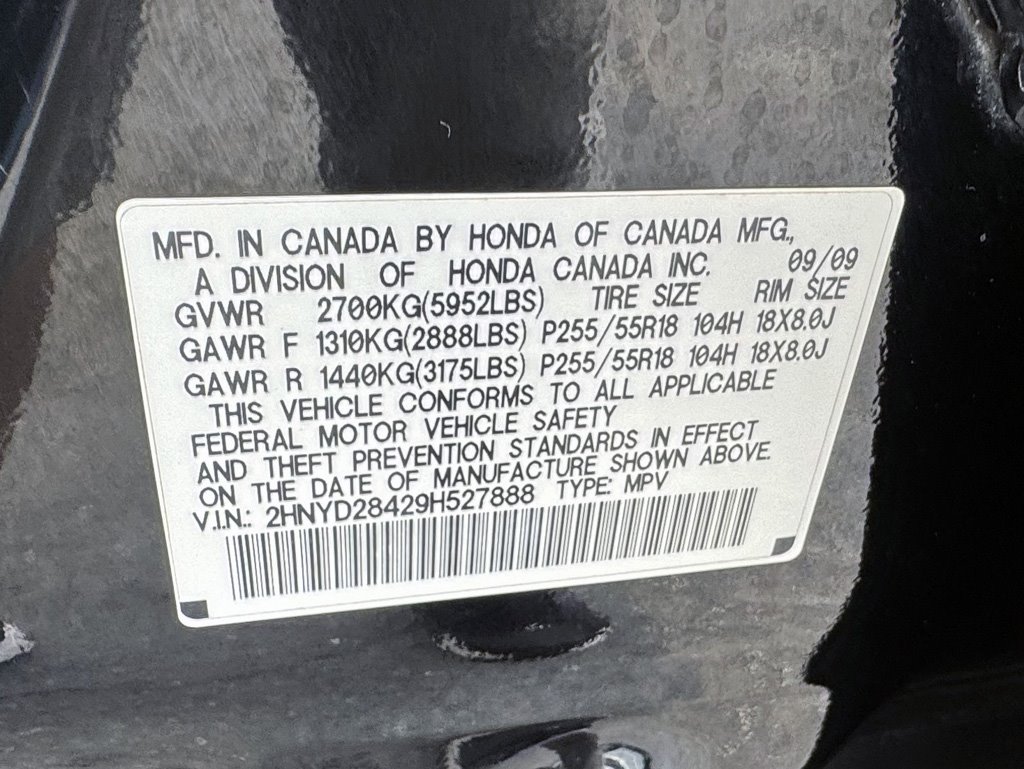 MFD. IN CANADA BY HONDA OF CANADA MFG.,
A DIVISION OF HONDA CANADA INC. 09/09
GVWR 2700KG(5952LBS) TIRE SIZE RIM SIZE
GAWR F 1310KG(2888LBS) P255/55R18 104H 18X8.0J
GAWR R 1440KG(3175LBS) P255/55R18 104H 18X8.0J
THIS VEHICLE CONFORMS TO ALL APPLICABLE
FEDERAL MOTOR VEHICLE SAFETY
AND THEFT PREVENTION STANDARDS IN EFFECT
ON THE DATE OF MANUFACTURE SHOWN ABOVE.
V.I.N.: 2HNYD28429H527888 TYPE: MPV